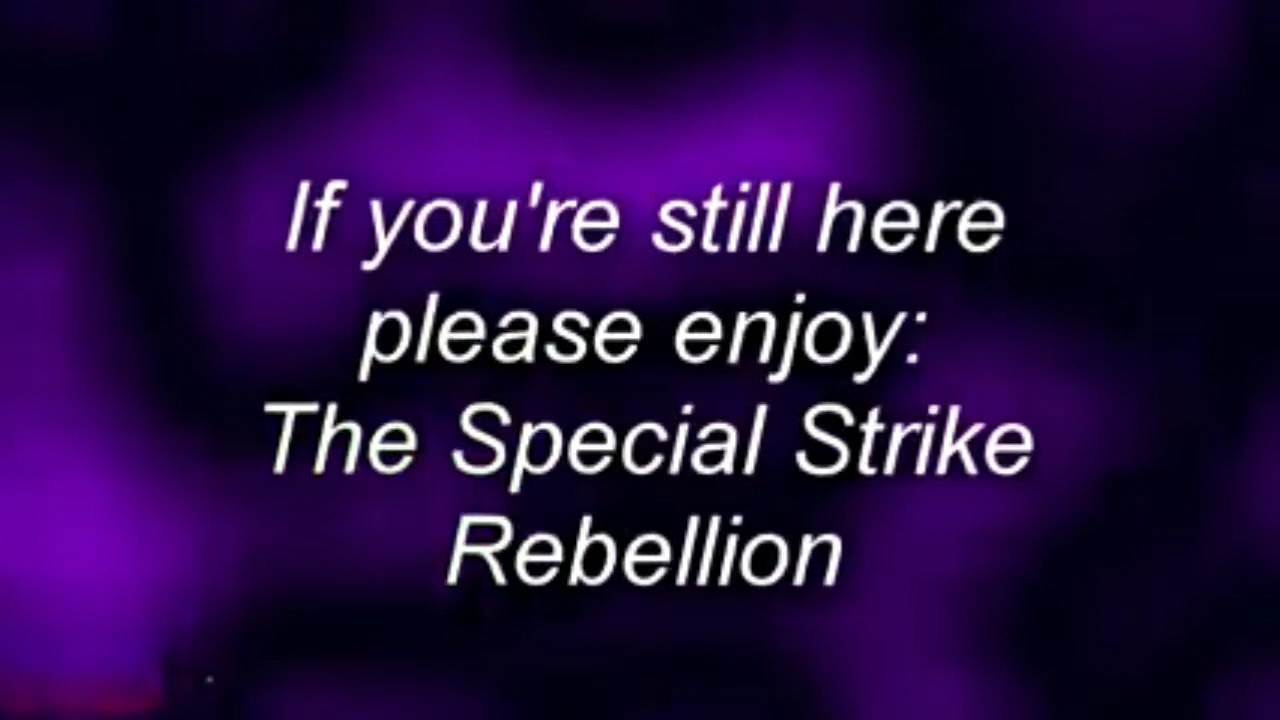 If you're still here
please enjoy:
The Special Strike
Rebellion